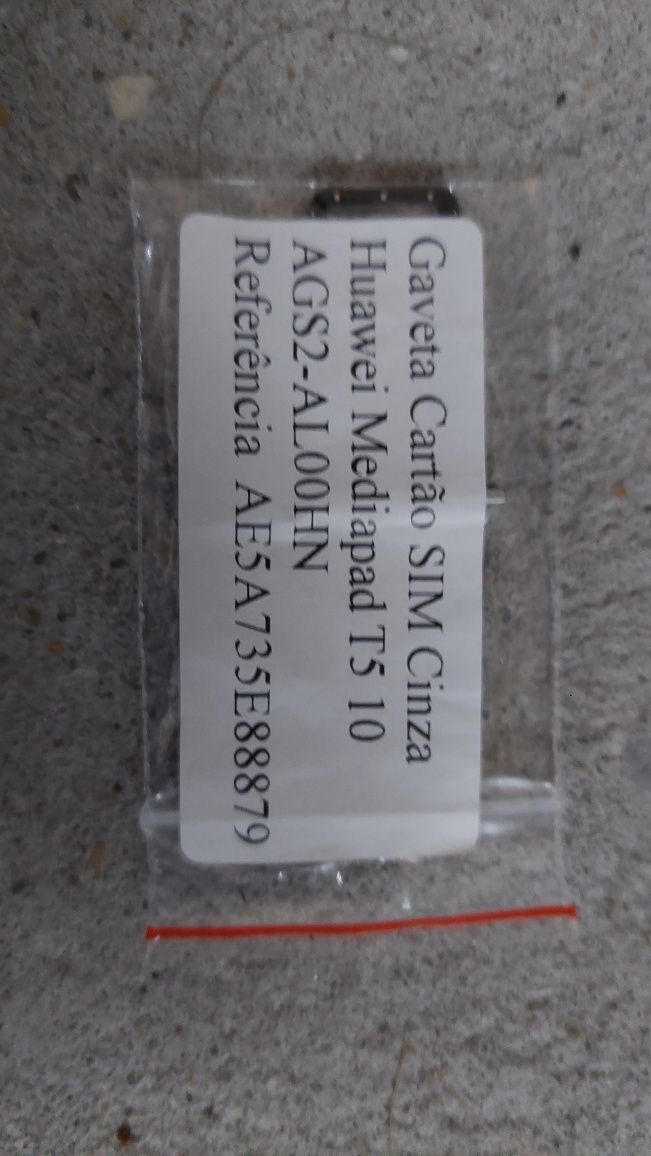 Gaveta Cartão SIM Cinza
Huawei Mediapad T5 10
AGS2-AL00HN
Referência AE5A735E88879